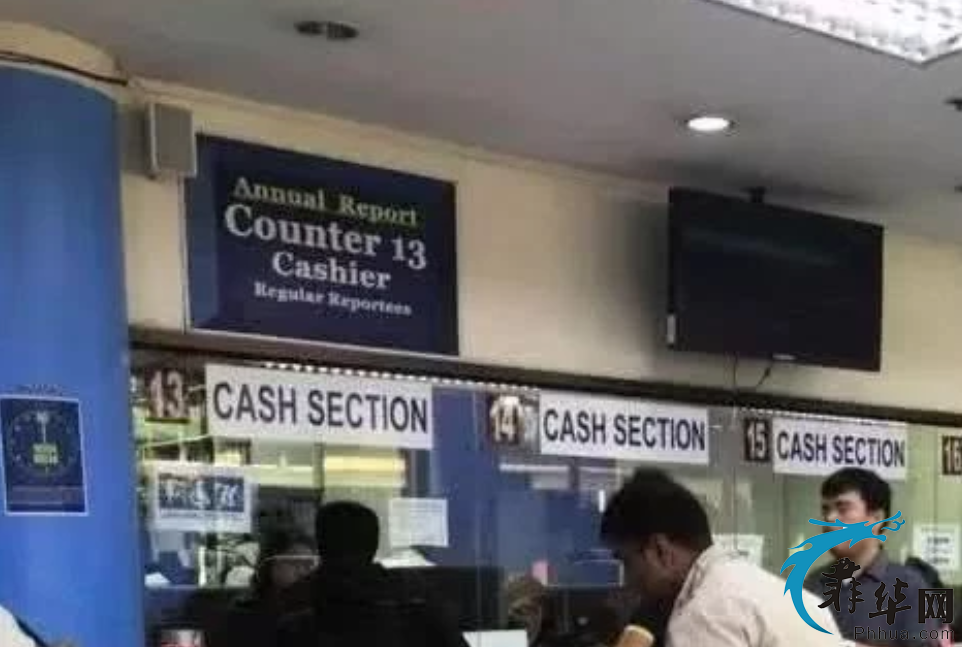 Annual Report
Counter 13
Cashier
Regular Reportees
13
CASH SECTION
14
CASH SECTION
15
CASH SECTION
16
菲华网
Phhua.com